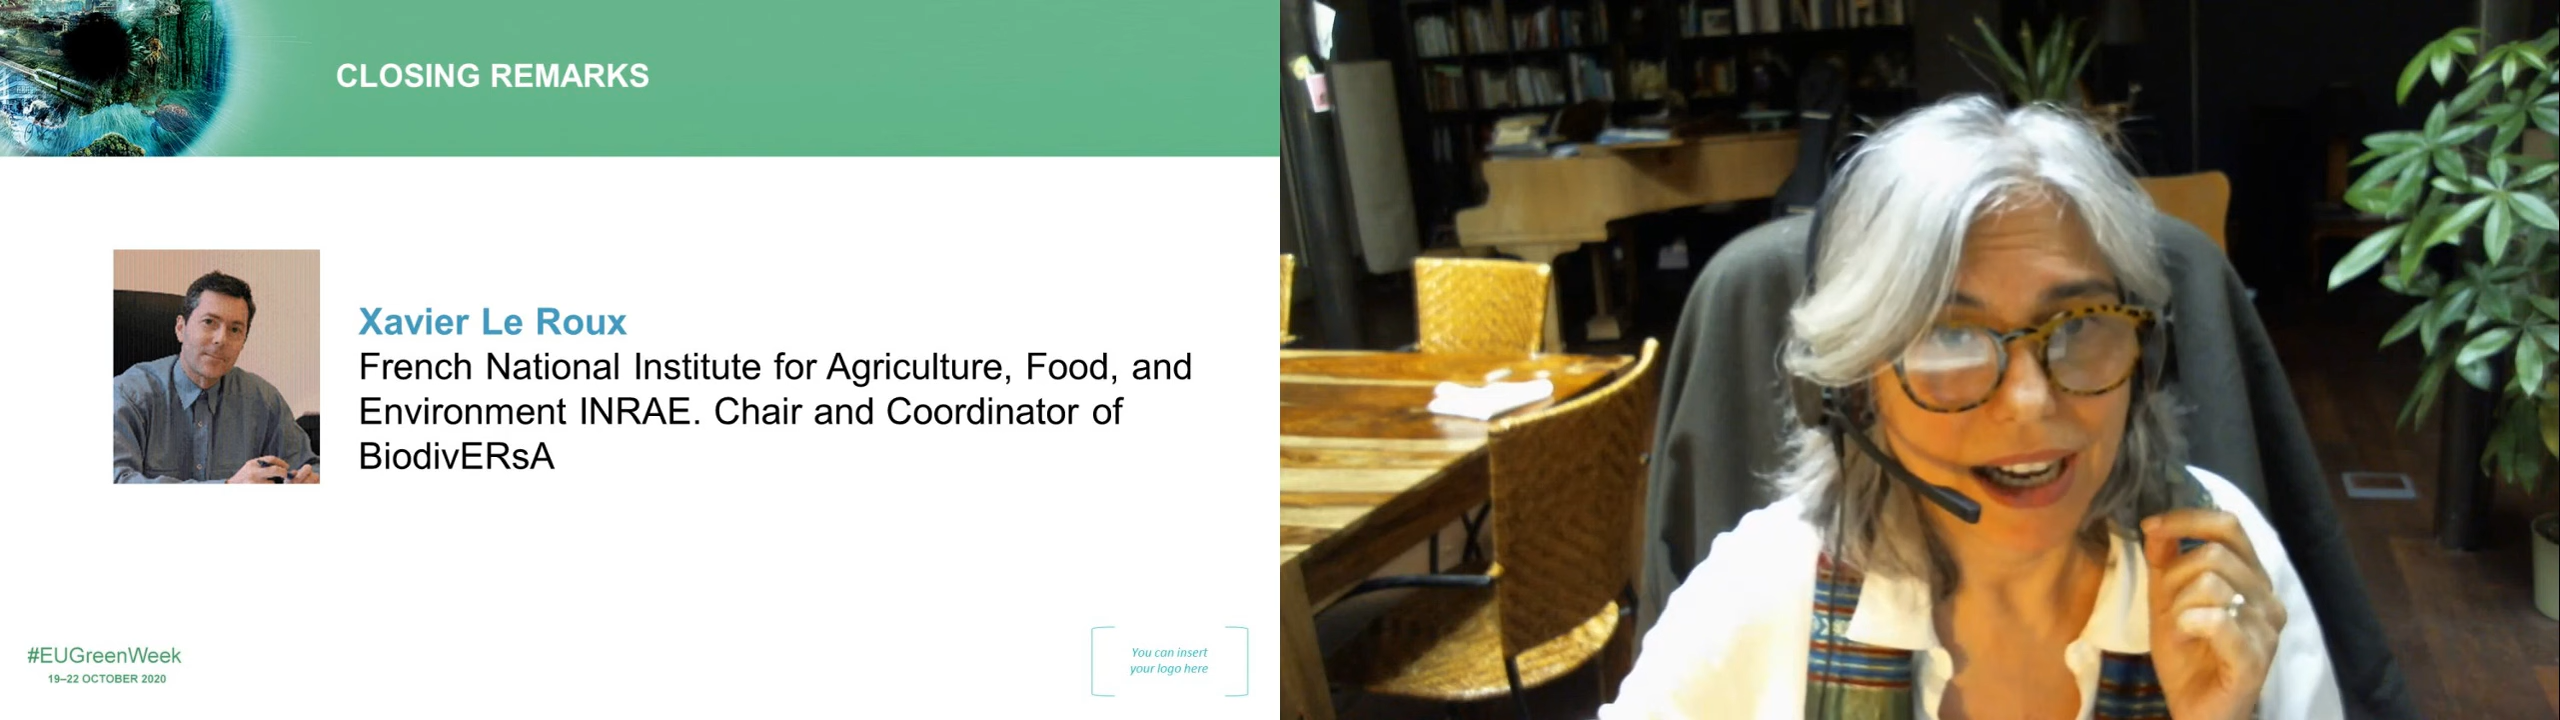 CLOSING REMARKS
Xavier Le Roux
French National Institute for Agriculture, Food, and
Environment INRAE. Chair and Coordinator of
BiodivERsA
#EUGreenWeek
19–22 OCTOBER 2020
You can insert
your logo here